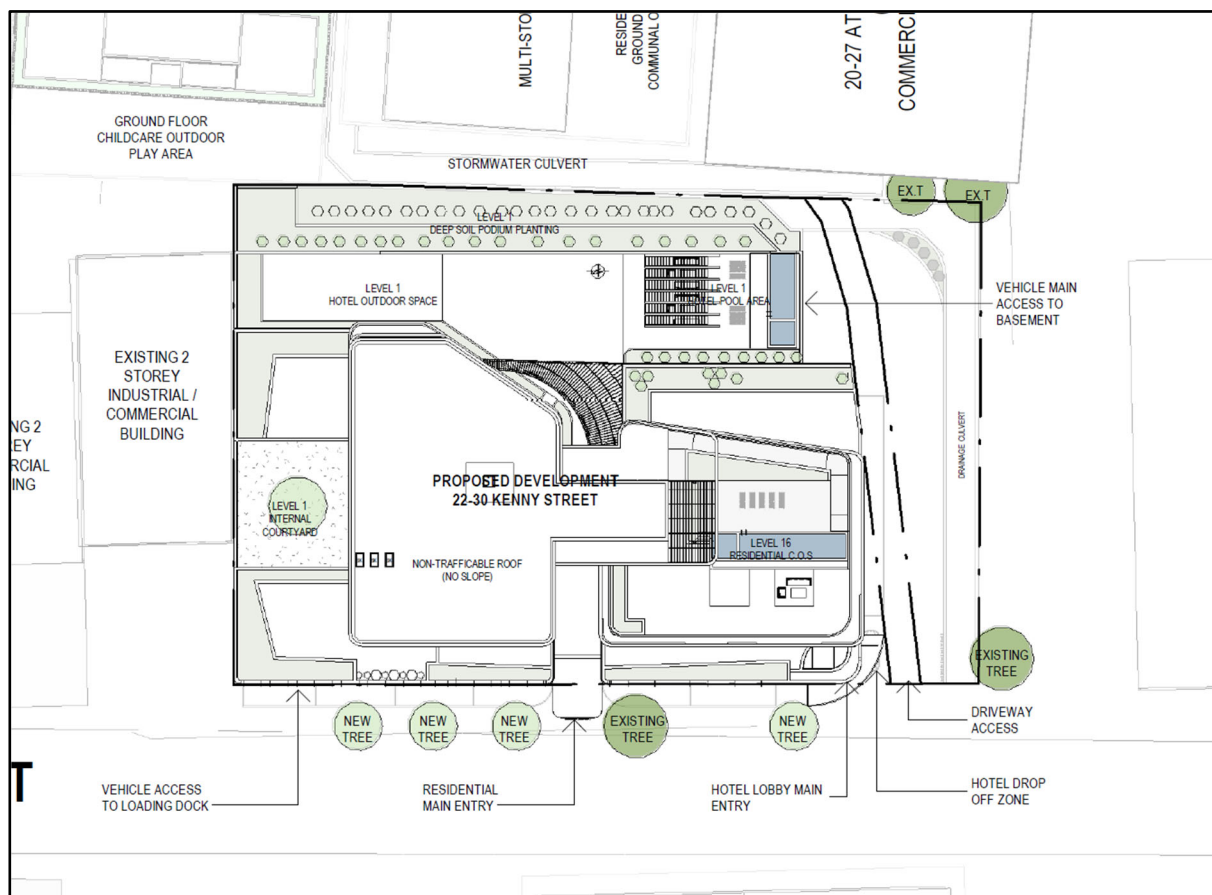 MULTI-STO
RESIDE
GROUND
COMMUNAL O
20-27 AT
COMMERCI
GROUND FLOOR
CHILDCARE OUTDOOR
PLAY AREA
STORMWATER CULVERT
EX.T
EX.T
LEVEL 1
DEEP SOIL PODIUM PLANTING
LEVEL 1
HOTEL OUTDOOR SPACE
LEVEL 1
POOL AREA
VEHICLE MAIN
ACCESS TO
BASEMENT
EXISTING 2
STOREY
INDUSTRIAL /
COMMERCIAL
BUILDING
NG 2
REY
RCIAL
ING
DRAINAGE CULVERT
PROPOSED DEVELOPMENT
22-30 KENNY STREET
LEVEL 1
INTERNAL
COURTYARD
LEVEL 16
RESIDENTIAL C.O.S
NON-TRAFFICABLE ROOF
(NO SLOPE)
EXISTING
TREE
NEW
TREE
NEW
TREE
NEW
TREE
EXISTING
TREE
NEW
TREE
DRIVEWAY
ACCESS
T
VEHICLE ACCESS
TO LOADING DOCK
RESIDENTIAL
MAIN ENTRY
HOTEL LOBBY MAIN
ENTRY
HOTEL DROP
OFF ZONE